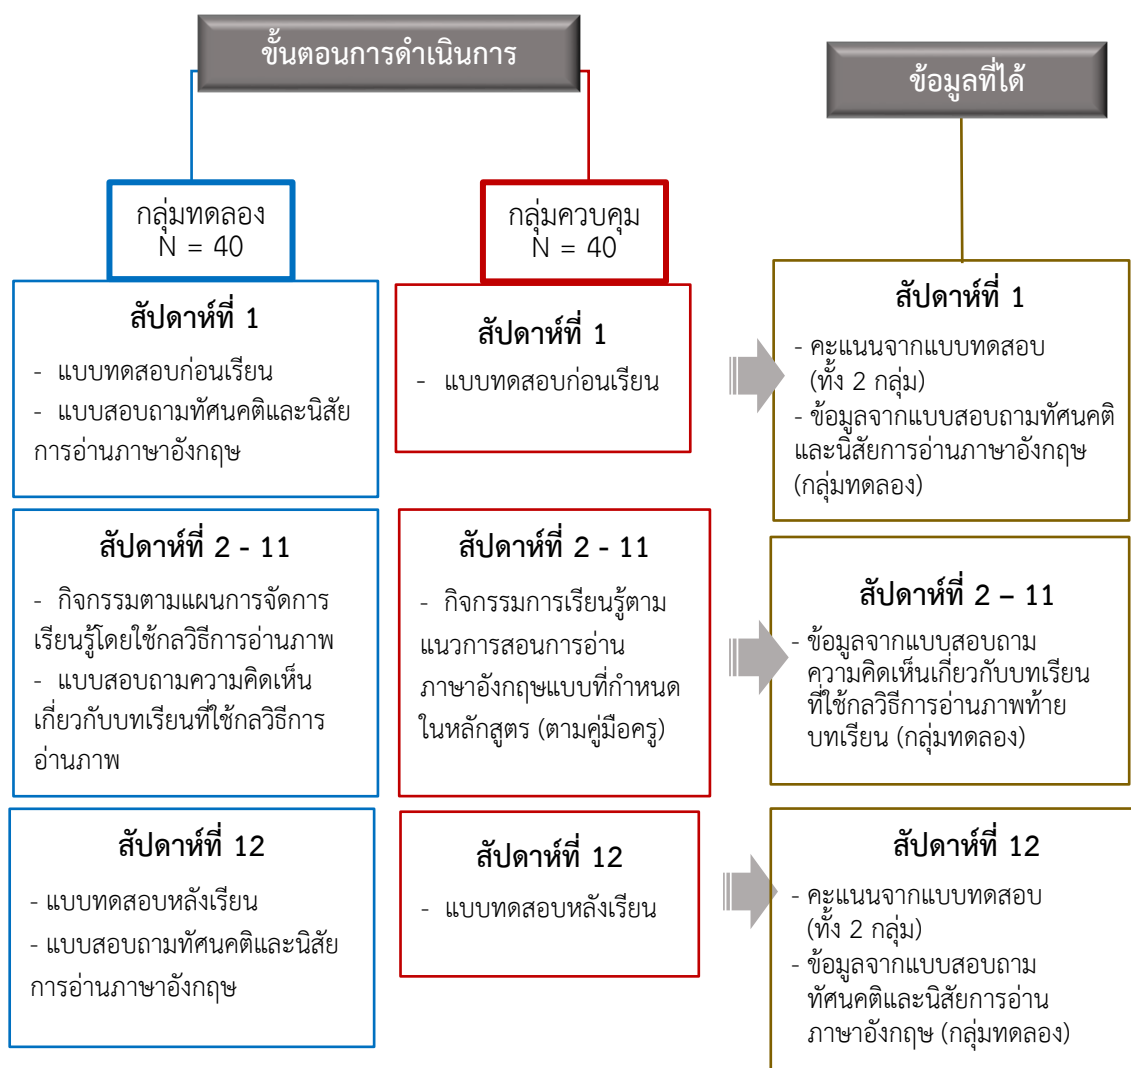 ขั้นตอนการดำเนินการ
ข้อมูลที่ได้
กลุ่มทดลอง
N = 40
กลุ่มควบคุม
N = 40
สัปดาห์ที่ 1
- แบบทดสอบก่อนเรียน
- แบบสอบถามทัศนคติและนิสัย
การอ่านภาษาอังกฤษ
สัปดาห์ที่ 1
- แบบทดสอบก่อนเรียน
สัปดาห์ที่ 1
- คะแนนจากแบบทดสอบ
(ทั้ง 2 กลุ่ม)
- ข้อมูลจากแบบสอบถามทัศนคติ
และนิสัยการอ่านภาษาอังกฤษ
(กลุ่มทดลอง)
สัปดาห์ที่ 2 - 11
- กิจกรรมตามแผนการจัดการ
เรียนรู้โดยใช้กลวิธีการอ่านภาพ
- แบบสอบถามความคิดเห็น
เกี่ยวกับบทเรียนที่ใช้กลวิธีการ
อ่านภาพ
สัปดาห์ที่ 2 - 11
- กิจกรรมการเรียนรู้ตาม
แนวการสอนการอ่าน
ภาษาอังกฤษแบบที่กำหนด
ในหลักสูตร (ตามคู่มือครู)
สัปดาห์ที่ 2 – 11
- ข้อมูลจากแบบสอบถาม
ความคิดเห็นเกี่ยวกับบทเรียน
ที่ใช้กลวิธีการอ่านภาพท้าย
บทเรียน (กลุ่มทดลอง)
สัปดาห์ที่ 12
- แบบทดสอบหลังเรียน
- แบบสอบถามทัศนคติและนิสัย
การอ่านภาษาอังกฤษ
สัปดาห์ที่ 12
- แบบทดสอบหลังเรียน
สัปดาห์ที่ 12
- คะแนนจากแบบทดสอบ
(ทั้ง 2 กลุ่ม)
- ข้อมูลจากแบบสอบถาม
ทัศนคติและนิสัยการอ่าน
ภาษาอังกฤษ (กลุ่มทดลอง)